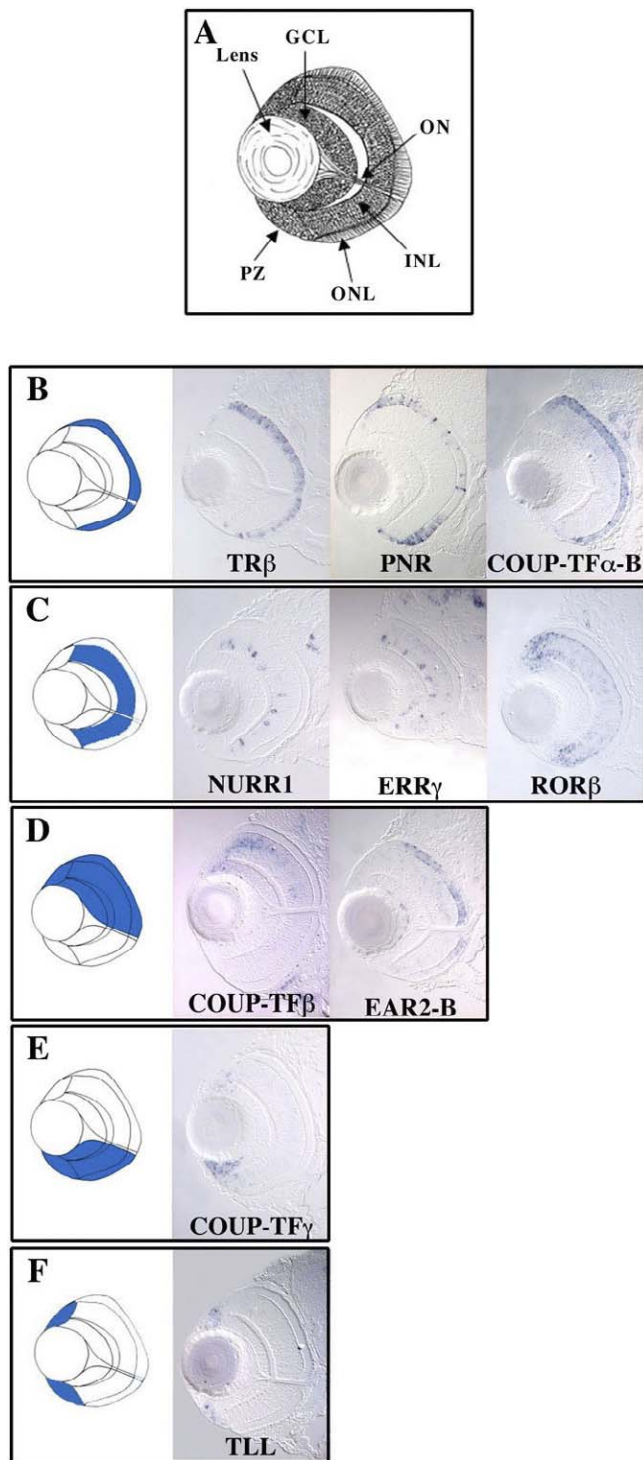 A
Lens
GCL
ON
PZ
INL
ONL
B
TRβ
PNR
COUP-TFα-B
C
NURR1
ERRγ
RORβ
D
COUP-TFβ
EAR2-B
E
COUP-TFγ
F
TLL